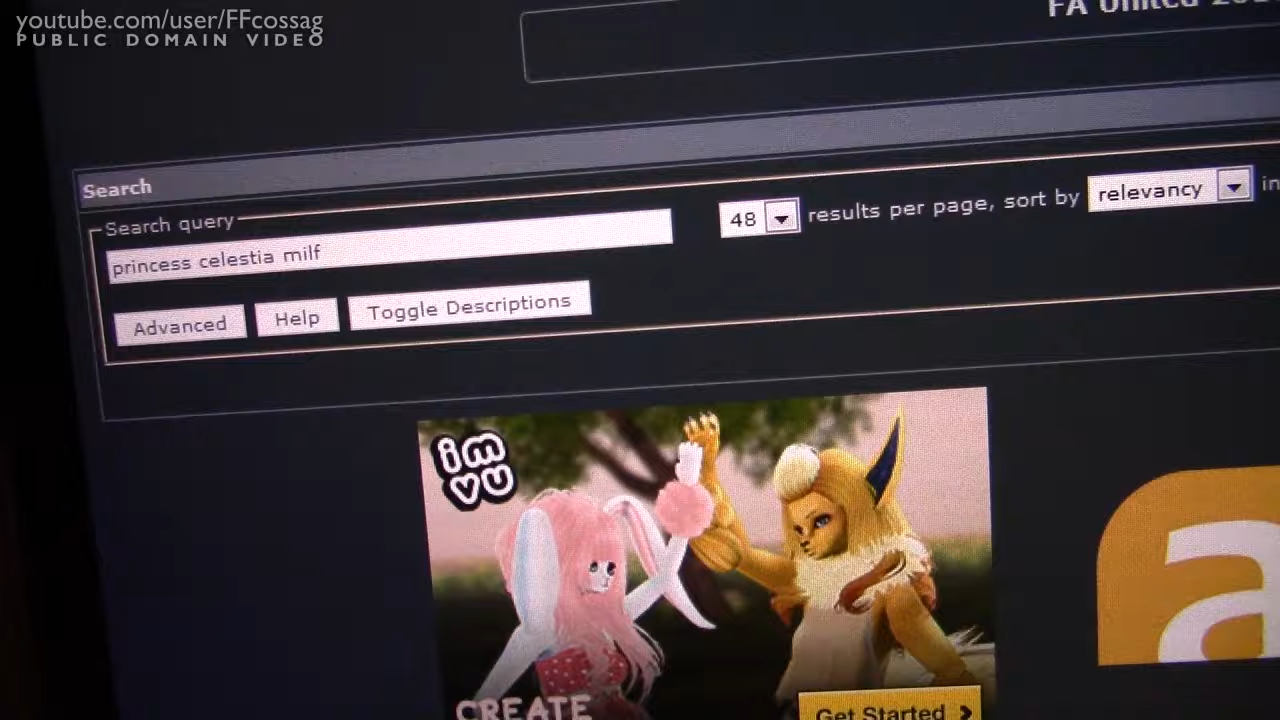 youtube.com/user/FFcossag
PUBLIC DOMAIN VIDEO
FA United
Search
Search query
princess celestia milf
48 results per page, sort by relevancy in
Advanced Help Toggle Descriptions
imvu
a
CREATE
Get Started